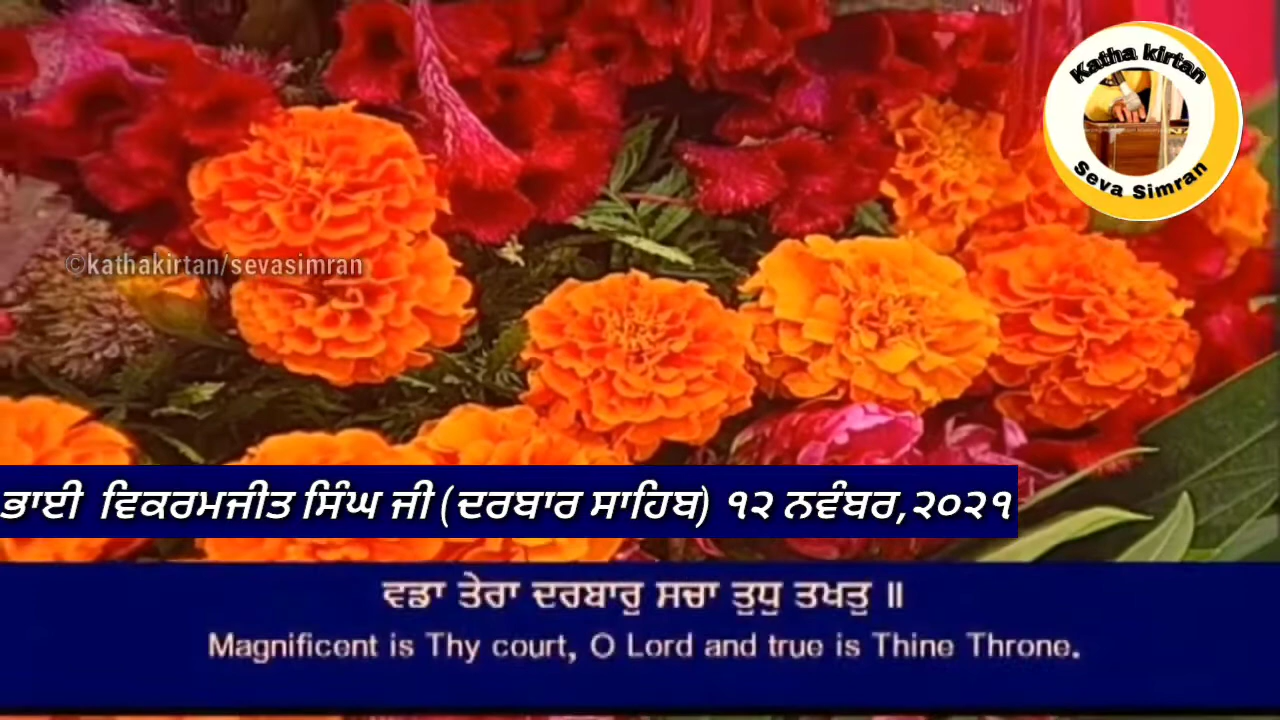 Katha kirtan
Seva Simran
©kathakirtan/sevasimran
ਭਾਈ ਵਿਕਰਮਜੀਤ ਸਿੰਘ ਜੀ (ਦਰਬਾਰ ਸਾਹਿਬ) ੧੨ ਨਵੰਬਰ,੨੦੨੧
ਵਡਾ ਤੇਰਾ ਦਰਬਾਰੁ ਸਚਾ ਤੁਧੁ ਤਖਤੁ ॥
Magnificent is Thy court, O Lord and true is Thine Throne.